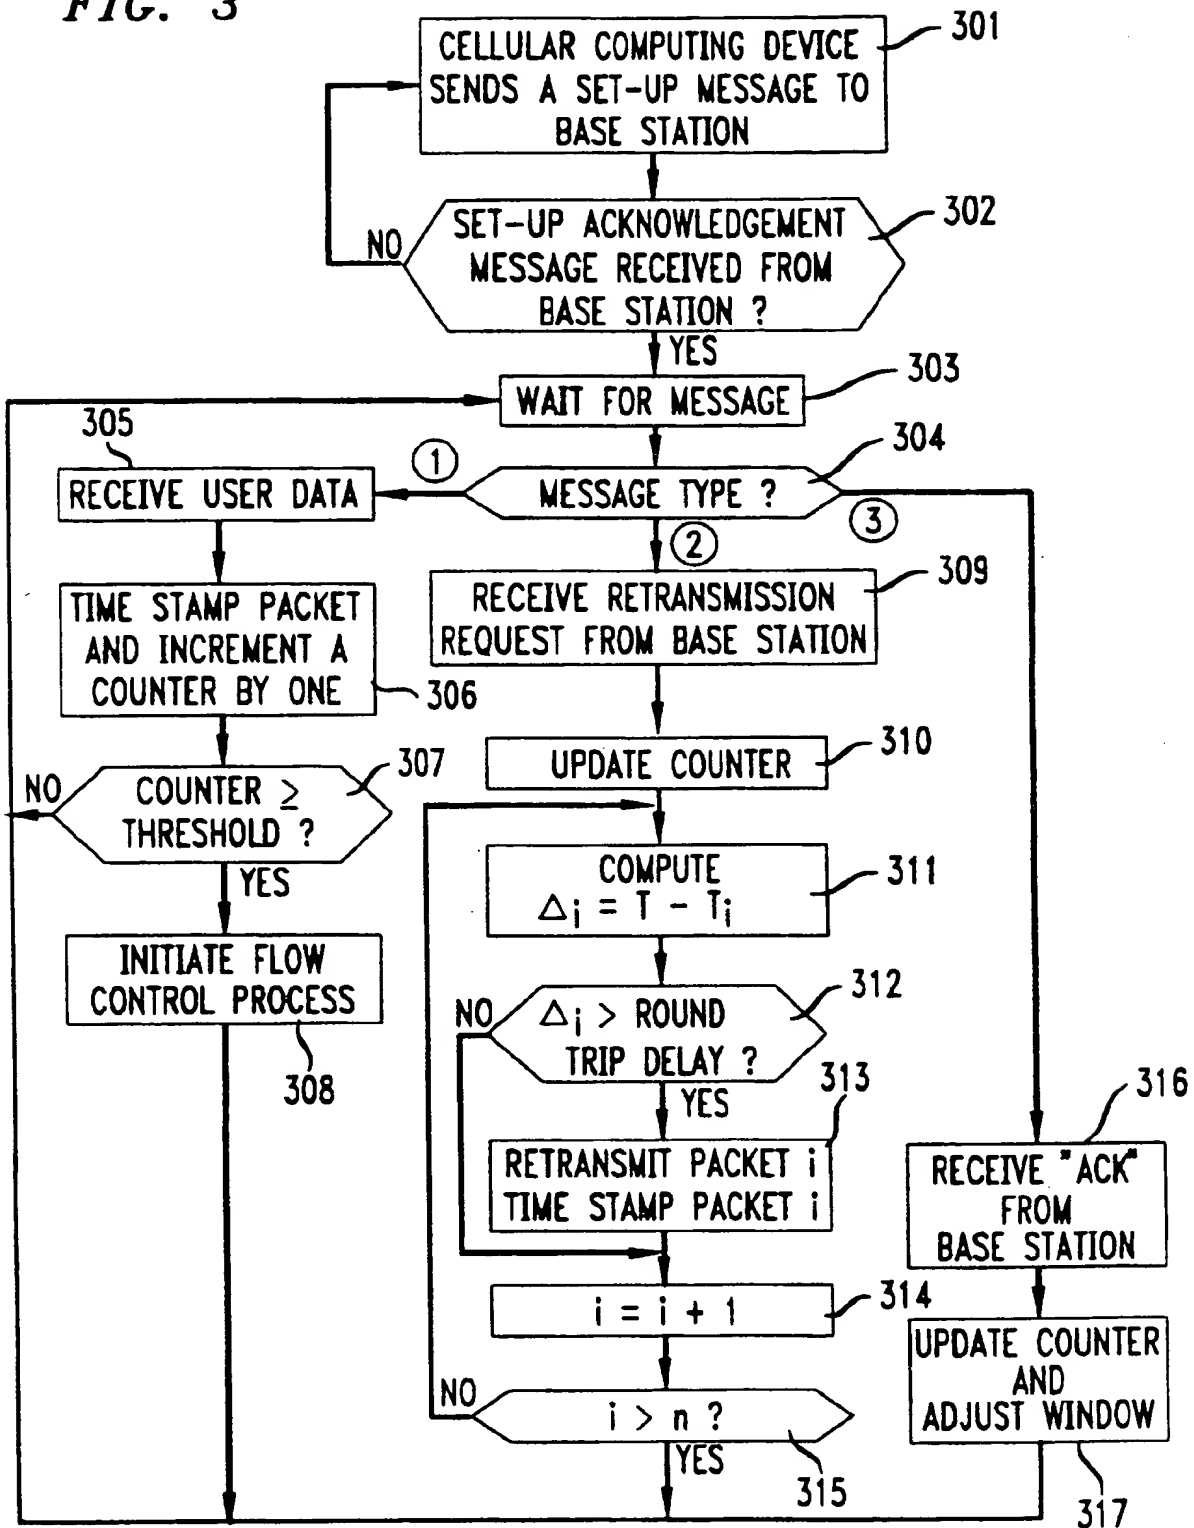 FIG. 3
301
CELLULAR COMPUTING DEVICE
SENDS A SET-UP MESSAGE TO
BASE STATION
302
SET-UP ACKNOWLEDGEMENT
MESSAGE RECEIVED FROM
BASE STATION ?
NO
YES
303
WAIT FOR MESSAGE
304
MESSAGE TYPE ?
1
2
3
305
RECEIVE USER DATA
TIME STAMP PACKET
AND INCREMENT A
COUNTER BY ONE
306
307
COUNTER ≥
THRESHOLD ?
NO
YES
INITIATE FLOW
CONTROL PROCESS
308
309
RECEIVE RETRANSMISSION
REQUEST FROM BASE STATION
310
UPDATE COUNTER
311
COMPUTE
Δi = T - Ti
312
Δi > ROUND
TRIP DELAY ?
NO
YES
313
RETRANSMIT PACKET i
TIME STAMP PACKET i
314
i = i + 1
i > n ?
NO
YES
315
316
RECEIVE "ACK"
FROM
BASE STATION
UPDATE COUNTER
AND
ADJUST WINDOW
317